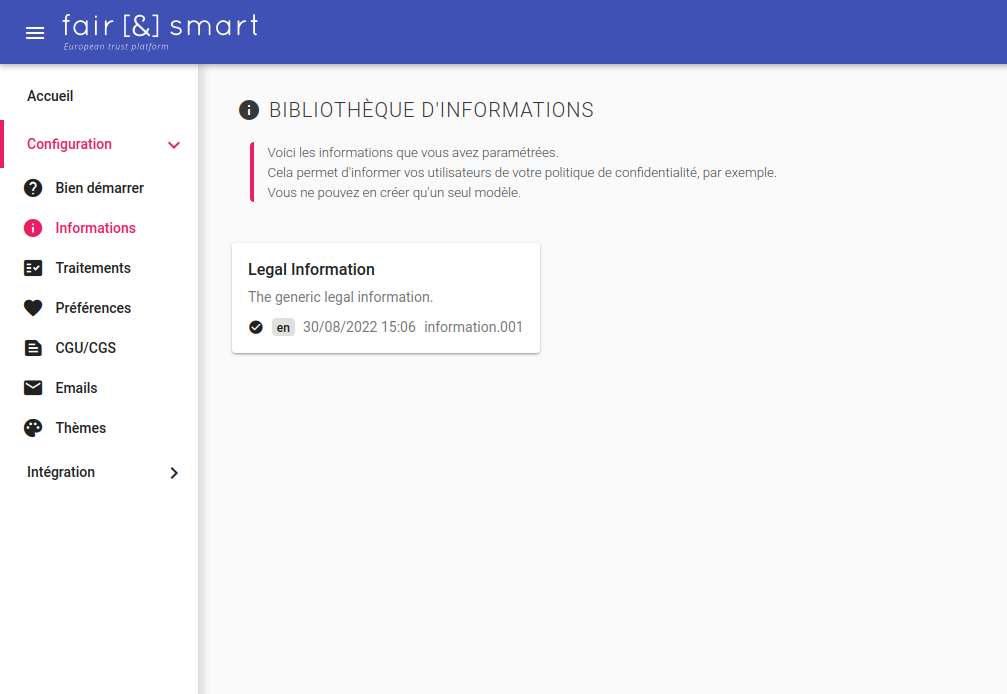 fair [&] smart
European trust platform
Accueil
Configuration
Bien démarrer
Informations
Traitements
Préférences
CGU/CGS
Emails
Thèmes
Intégration
BIBLIOTHÈQUE D'INFORMATIONS
Voici les informations que vous avez paramétrées.
Cela permet d'informer vos utilisateurs de votre politique de confidentialité, par exemple.
Vous ne pouvez en créer qu'un seul modèle.
Legal Information
The generic legal information.
en 30/08/2022 15:06 information.001